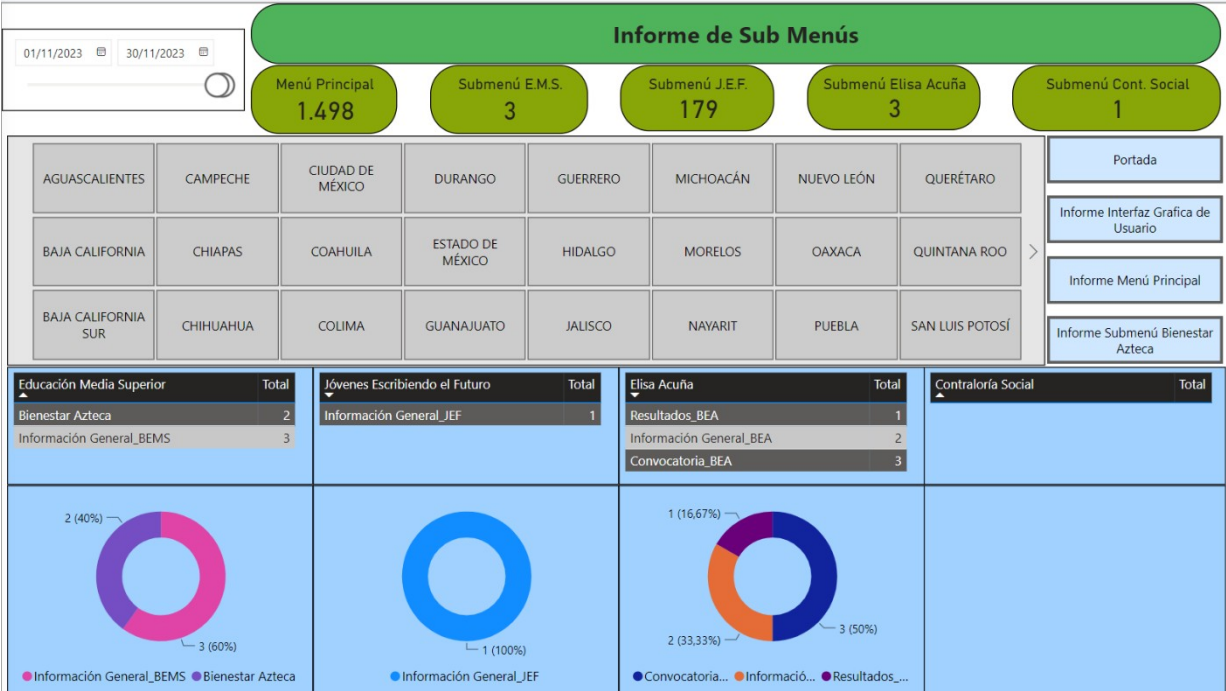 01/11/2023 30/11/2023
Informe de Sub Menús
Menú Principal
1.498
Submenú E.M.S.
3
Submenú J.E.F.
179
Submenú Elisa Acuña
3
Submenú Cont. Social
1
AGUASCALIENTES
CAMPECHE
CIUDAD DE
MÉXICO
DURANGO
GUERRERO
MICHOACÁN
NUEVO LEÓN
QUERÉTARO
BAJA CALIFORNIA
CHIAPAS
COAHUILA
ESTADO DE
MÉXICO
HIDALGO
MORELOS
OAXACA
QUINTANA ROO
BAJA CALIFORNIA
SUR
CHIHUAHUA
COLIMA
GUANAJUATO
JALISCO
NAYARIT
PUEBLA
SAN LUIS POTOSÍ
Portada
Informe Interfaz Grafica de
Usuario
Informe Menú Principal
Informe Submenú Bienestar
Azteca
Educación Media Superior Total
Bienestar Azteca 2
Información General_BEMS 3
Jóvenes Escribiendo el Futuro Total
Información General_JEF 1
Elisa Acuña Total
Resultados_BEA 1
Información General_BEA 2
Convocatoria_BEA 3
Contraloría Social Total
2 (40%)
3 (60%)
Información General_BEMS Bienestar Azteca
1 (100%)
Información General_JEF
1 (16,67%)
2 (33,33%)
3 (50%)
Convocatoria... Informació... Resultados_...